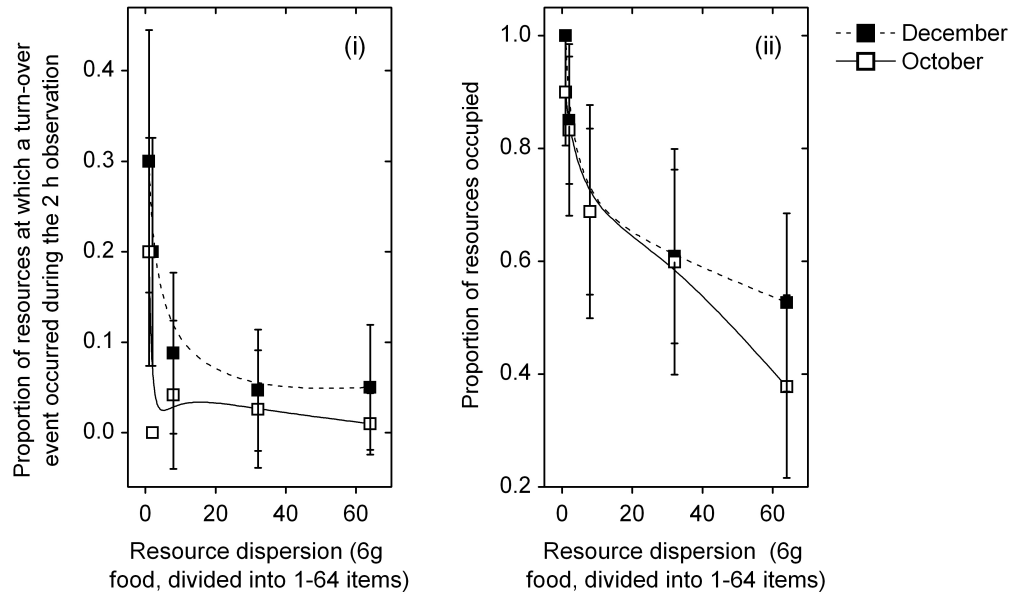 Proportion of resources at which a turn-over
event occurred during the 2 h observation
0.4
0.3
0.2
0.1
0.0
(i)
0 20 40 60
Resource dispersion (6g
food, divided into 1-64 items)
Proportion of resources occupied
1.0
0.8
0.6
0.4
0.2
(ii)
0 20 40 60
Resource dispersion (6g
food, divided into 1-64 items)
December
October